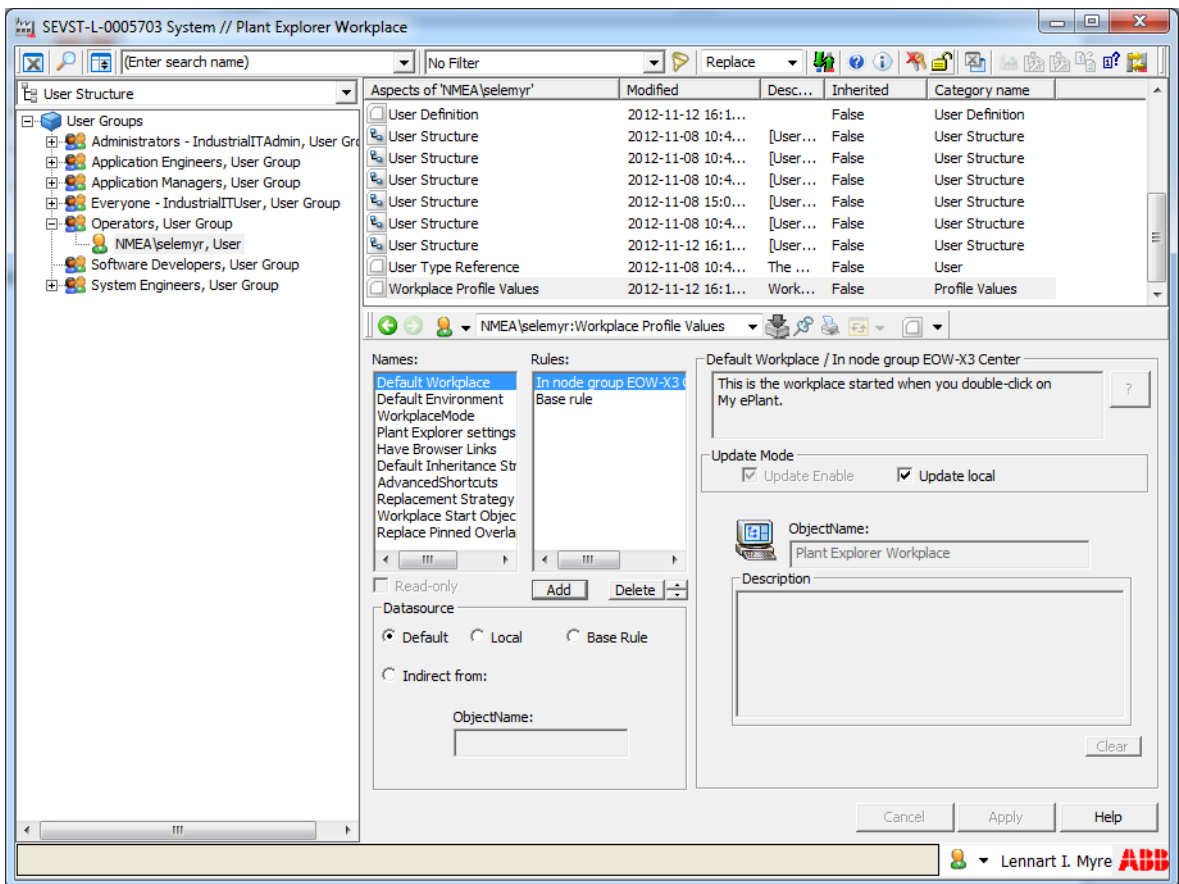 SEVST-L-0005703 System // Plant Explorer Workplace
(Enter search name)
No Filter
Replace
User Structure
User Groups
Administrators - IndustrialITAdmin, User Gr
Application Engineers, User Group
Application Managers, User Group
Everyone - IndustrialITUser, User Group
Operators, User Group
NMEA\selemyr, User
Software Developers, User Group
System Engineers, User Group
Aspects of 'NMEA\selemyr' Modified Desc... Inherited Category name
User Definition 2012-11-12 16:1... False User Definition
User Structure 2012-11-08 10:4... [User... False User Structure
User Structure 2012-11-08 10:4... [User... False User Structure
User Structure 2012-11-08 10:4... [User... False User Structure
User Structure 2012-11-08 15:0... [User... False User Structure
User Structure 2012-11-08 10:4... [User... False User Structure
User Structure 2012-11-12 16:1... [User... False User Structure
User Type Reference 2012-11-08 10:4... The ... False User
Workplace Profile Values 2012-11-12 16:1... Work... False Profile Values
NMEA\selemyr:Workplace Profile Values
Names:
Default Workplace
Default Environment
WorkplaceMode
Plant Explorer settings
Have Browser Links
Default Inheritance Str
AdvancedShortcuts
Replacement Strategy
Workplace Start Objec
Replace Pinned Overla
Read-only
Rules:
In node group EOW-X3
Base rule
Add Delete
Datasource
Default Local Base Rule
Indirect from:
ObjectName:
Default Workplace / In node group EOW-X3 Center
This is the workplace started when you double-click on
My ePlant.
?
Update Mode
Update Enable Update local
ObjectName:
Plant Explorer Workplace
Description
Clear
Cancel Apply Help
Lennart I. Myre ABB